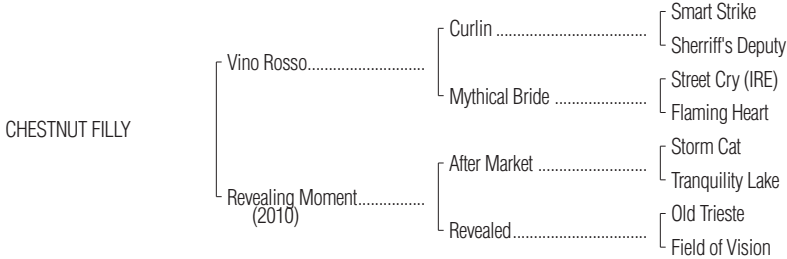 Smart Strike
Curlin ..................................
Sherriff's Deputy
Vino Rosso..........................
Street Cry (IRE)
Mythical Bride .....................
Flaming Heart
CHESTNUT FILLY
Storm Cat
After Market .........................
Tranquility Lake
Revealing Moment...............
(2010)
Old Trieste
Revealed..............................
Field of Vision